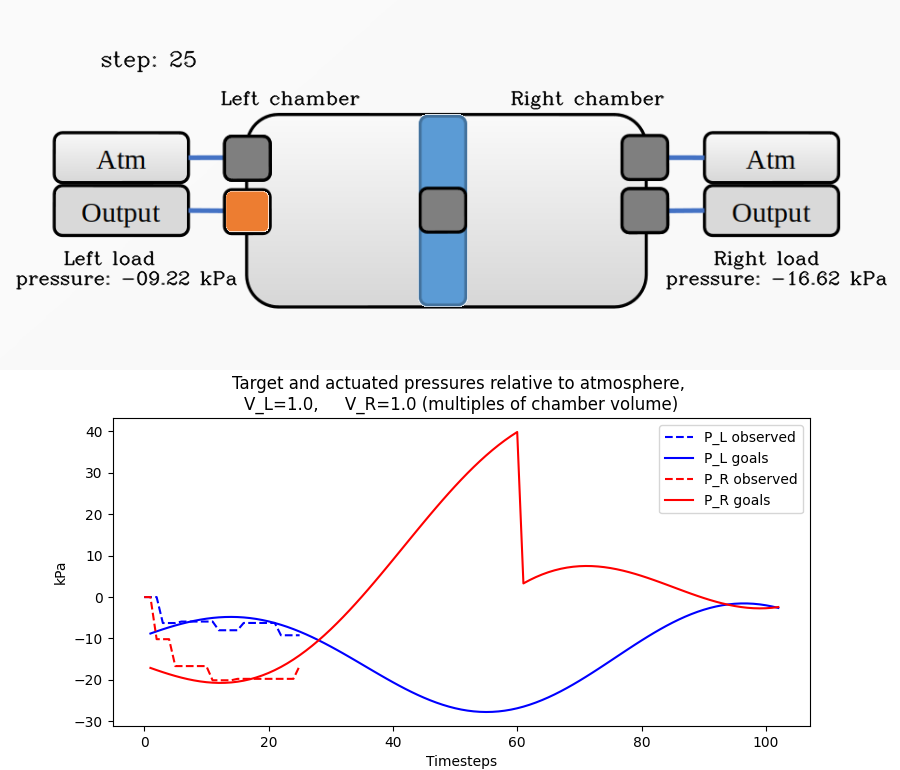 step: 25
Left chamber
Right chamber
Atm
Atm
Output
Output
Left load
pressure: -09.22 kPa
Right load
pressure: -16.62 kPa
Target and actuated pressures relative to atmosphere,
V_L=1.0, V_R=1.0 (multiples of chamber volume)
40
30
20
10
0
−10
−20
−30
kPa
P_L observed
P_L goals
P_R observed
P_R goals
0 20 40 60 80 100
Timesteps